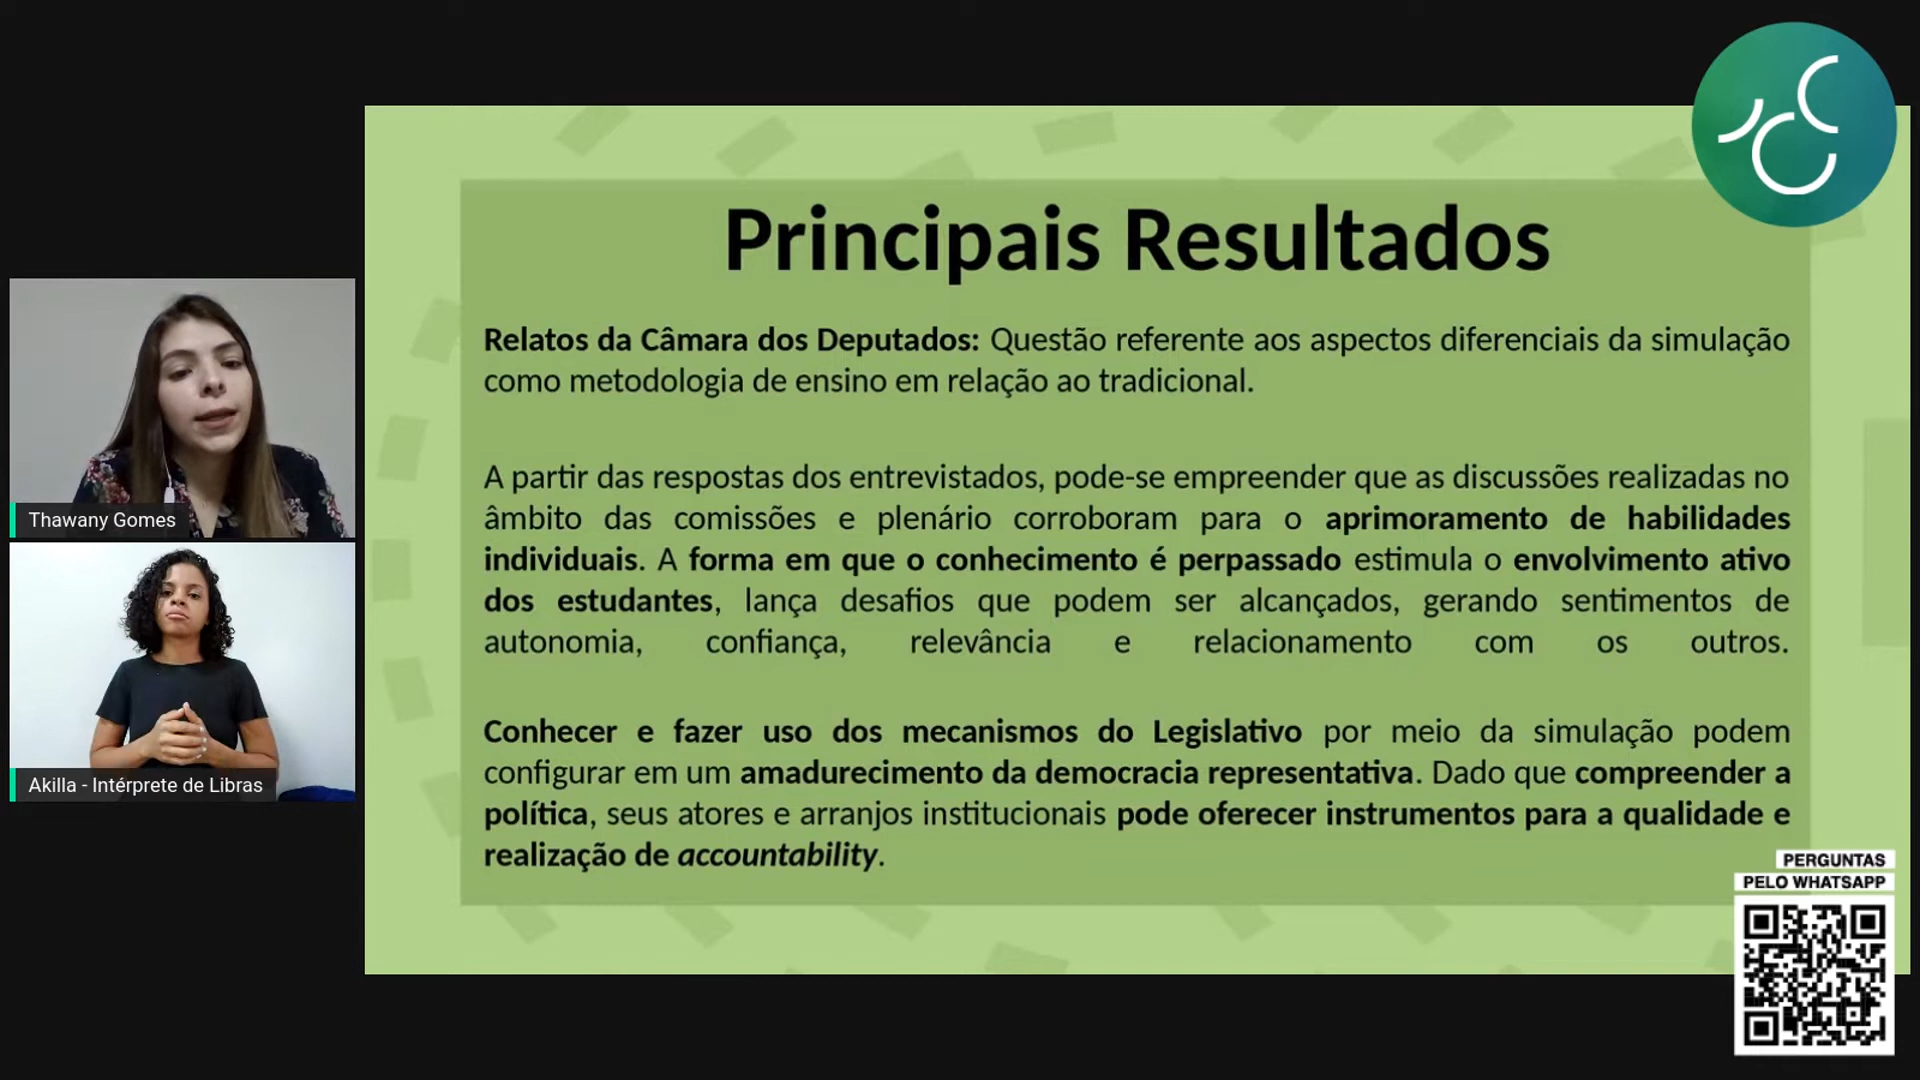 Principais Resultados
Relatos da Câmara dos Deputados: Questão referente aos aspectos diferenciais da simulação
como metodologia de ensino em relação ao tradicional.
A partir das respostas dos entrevistados, pode-se empreender que as discussões realizadas no
âmbito das comissões e plenário corroboram para o aprimoramento de habilidades
individuais. A forma em que o conhecimento é perpassado estimula o envolvimento ativo
dos estudantes, lança desafios que podem ser alcançados, gerando sentimentos de
autonomia, confiança, relevância e relacionamento com os outros.
Conhecer e fazer uso dos mecanismos do Legislativo por meio da simulação podem
configurar em um amadurecimento da democracia representativa. Dado que compreender a
política, seus atores e arranjos institucionais pode oferecer instrumentos para a qualidade e
realização de accountability.
Thawany Gomes
Akilla - Intérprete de Libras
PERGUNTAS
PELO WHATSAPP